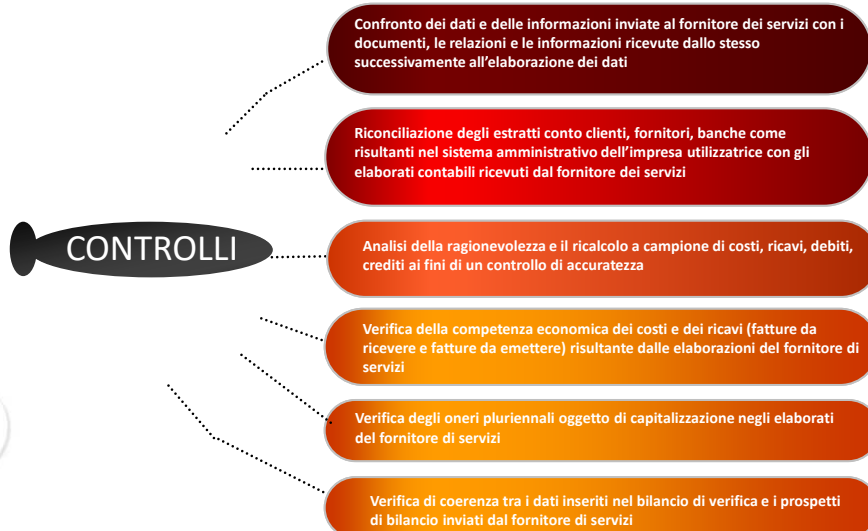 Confronto dei dati e delle informazioni inviate al fornitore dei servizi con i
documenti, le relazioni e le informazioni ricevute dallo stesso
successivamente all'elaborazione dei dati
Riconciliazione degli estratti conto clienti, fornitori, banche come
risultanti nel sistema amministrativo dell'impresa utilizzatrice con gli
elaborati contabili ricevuti dal fornitore dei servizi
CONTROLLI
Analisi della ragionevolezza e il ricalcolo a campione di costi, ricavi, debiti,
crediti ai fini di un controllo di accuratezza
Verifica della competenza economica dei costi e dei ricavi (fatture da
ricevere e fatture da emettere) risultante dalle elaborazioni del fornitore di
servizi
Verifica degli oneri pluriennali oggetto di capitalizzazione negli elaborati
del fornitore di servizi
Verifica di coerenza tra i dati inseriti nel bilancio di verifica e i prospetti
di bilancio inviati dal fornitore di servizi